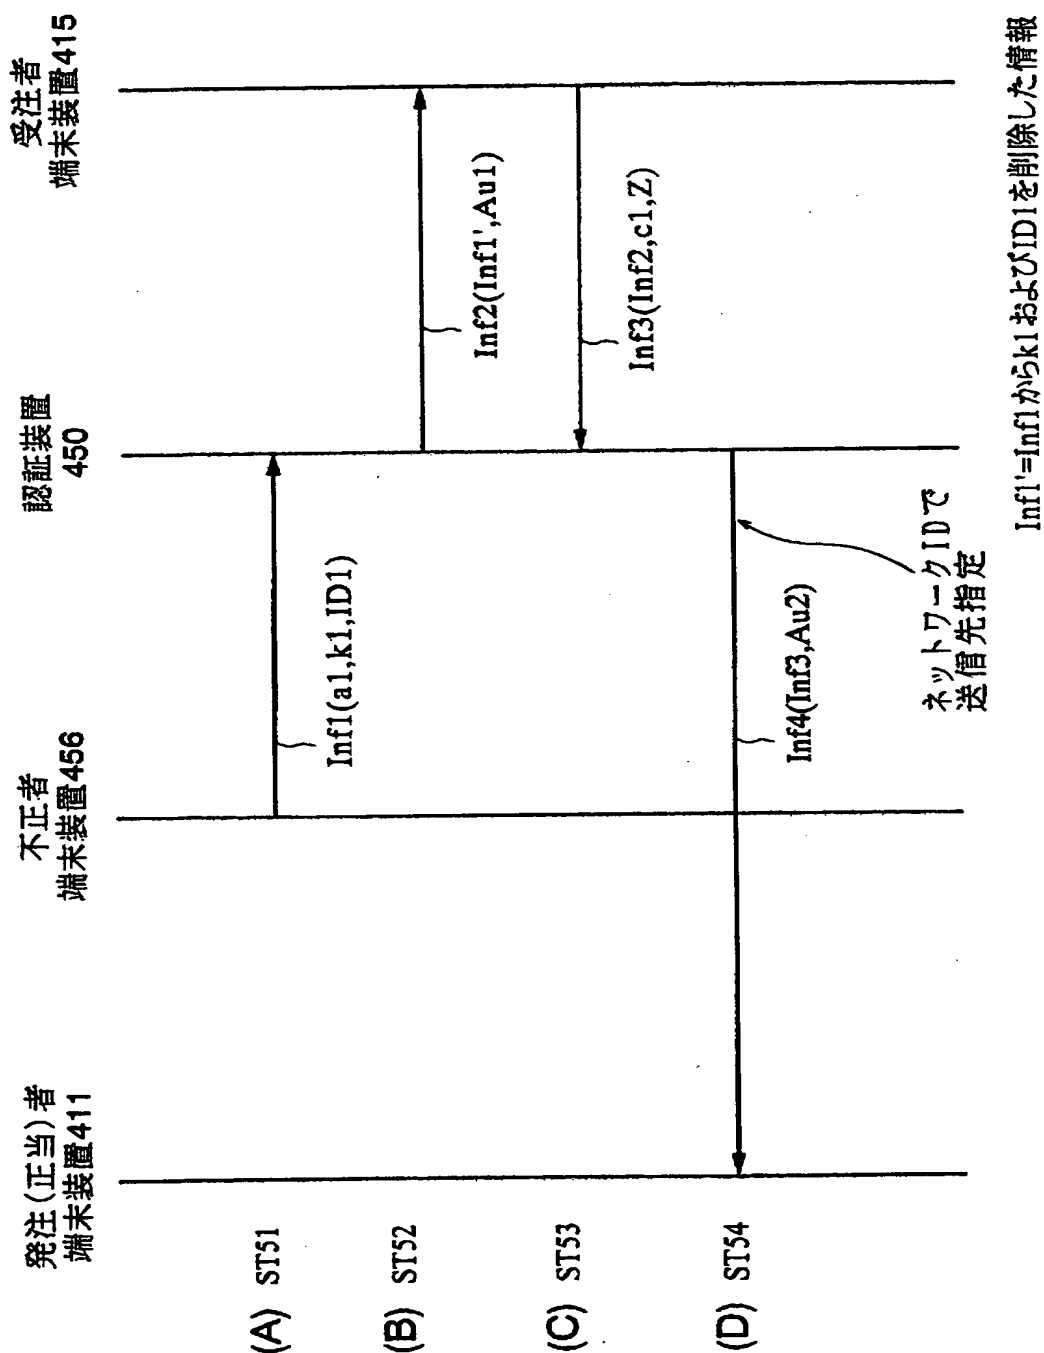 発注(正当)者
端末装置411
不正者
端末装置456
認証装置
450
受注者
端末装置415
(A) ST51
Inf1(a1,k1,ID1)
(B) ST52
Inf2(Inf1',Au1)
(C) ST53
Inf3(Inf2,c1,Z)
(D) ST54
Inf4(Inf3,Au2)
ネットワークIDで
送信先指定
Inf1'=Inf1からk1およびID1を削除した情報